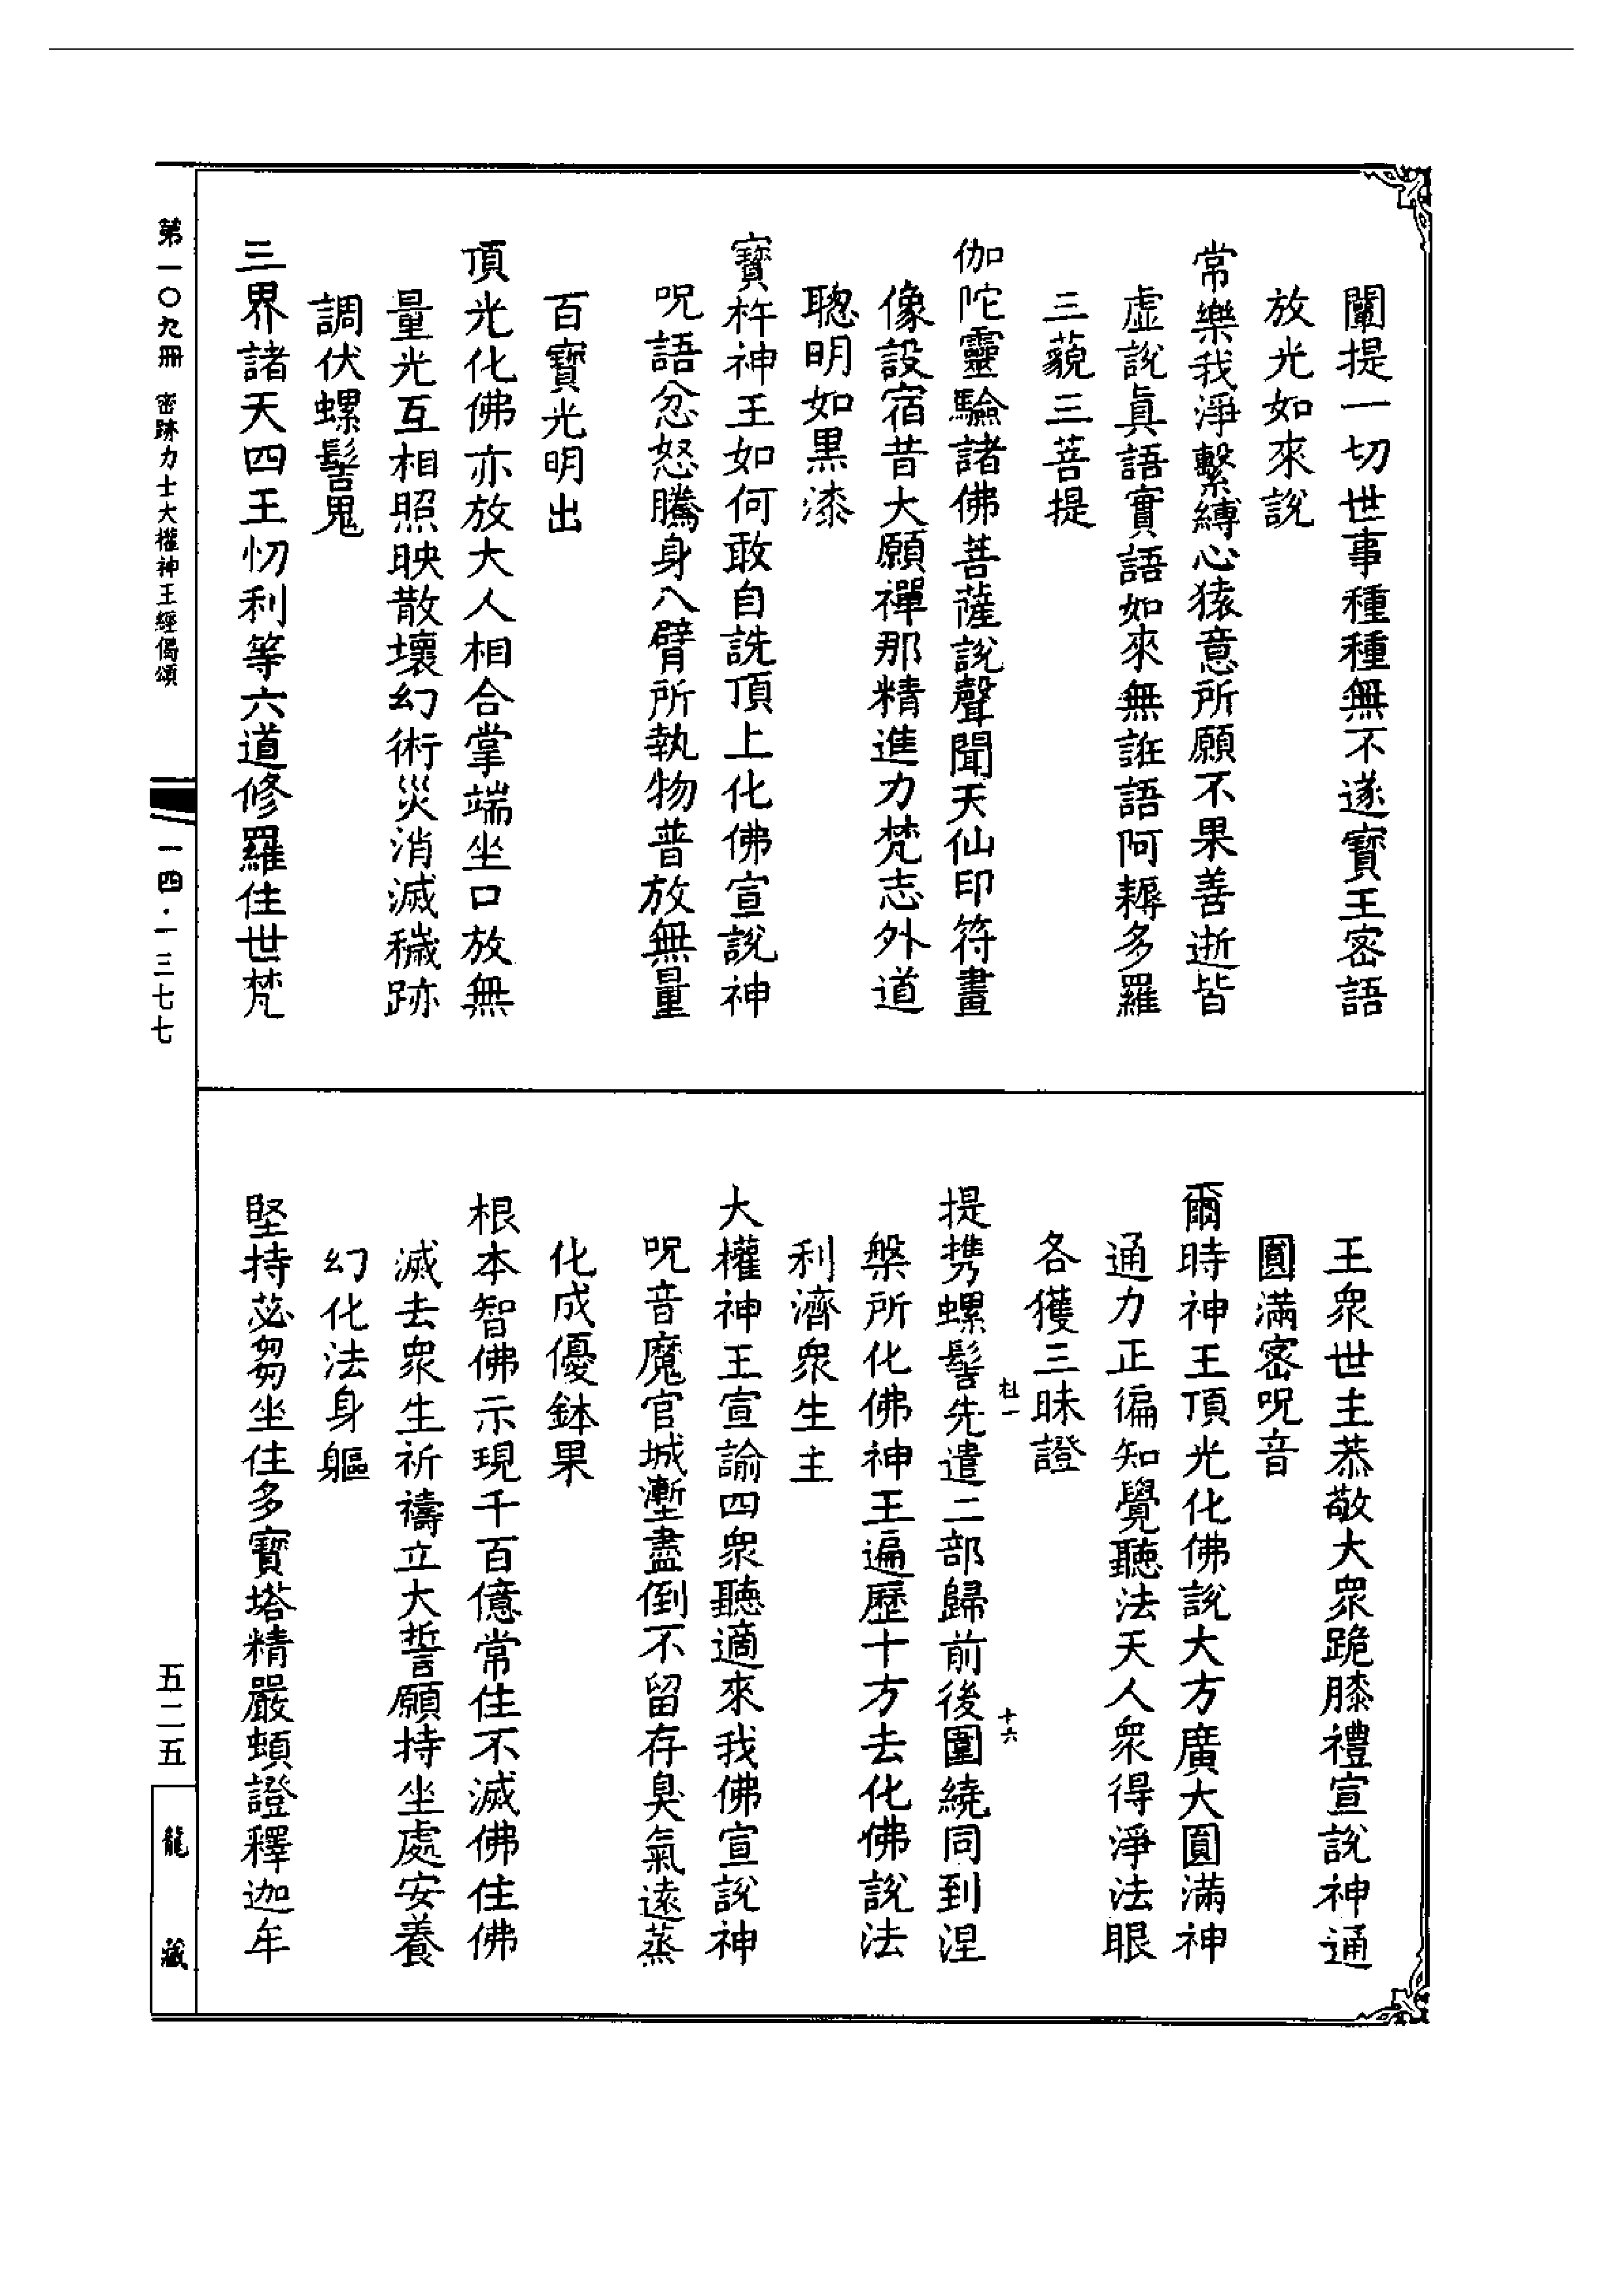 闡提一切世事種種無不遂寶王密語
放光如來說
常樂我淨繫縛心猿意所願不果善逝皆
虛說真語實語如來無誑語阿耨多羅
三藐三菩提
伽陀靈驗諸佛菩薩說聲聞天仙印符畫
像設宿昔大願禪那精進力梵志外道
聰明如黑漆
寶杵神王如何敢自詵頂上化佛宣說神
呪語忿怒騰身八臂所執物普放無量
百寶光明出
頂光化佛亦放大人相合掌端坐口放無
量光互相照映散壞幻術災消滅穢跡
調伏螺髻鬼
三界諸天四王忉利等六道修羅住世梵
王眾世主恭敬大眾跪膝禮宣說神通
圓滿密呪音
爾時神王頂光化佛說大方廣大圓滿神
通力正徧知覺聽法天人眾得淨法眼
各獲三昧證
杜一 十六
提携螺髻先遣二部歸前後圍繞同到涅
槃所化佛神王遍歷十方去化佛說法
利濟眾生主
大權神王宣諭四眾聽適來我佛宣說神
呪音魔官城壍盡倒不留存臭氣遠蒸
化成優鉢果
根本智佛示現千百億常住不滅佛住佛
滅去眾生祈禱立大誓願持坐處安養
幻化法身軀
堅持苾芻坐住多寶塔精嚴頓證釋迦牟
第一〇九冊 密跡力士大權神王經偈頌
一四·一三七七
五二五
龍藏